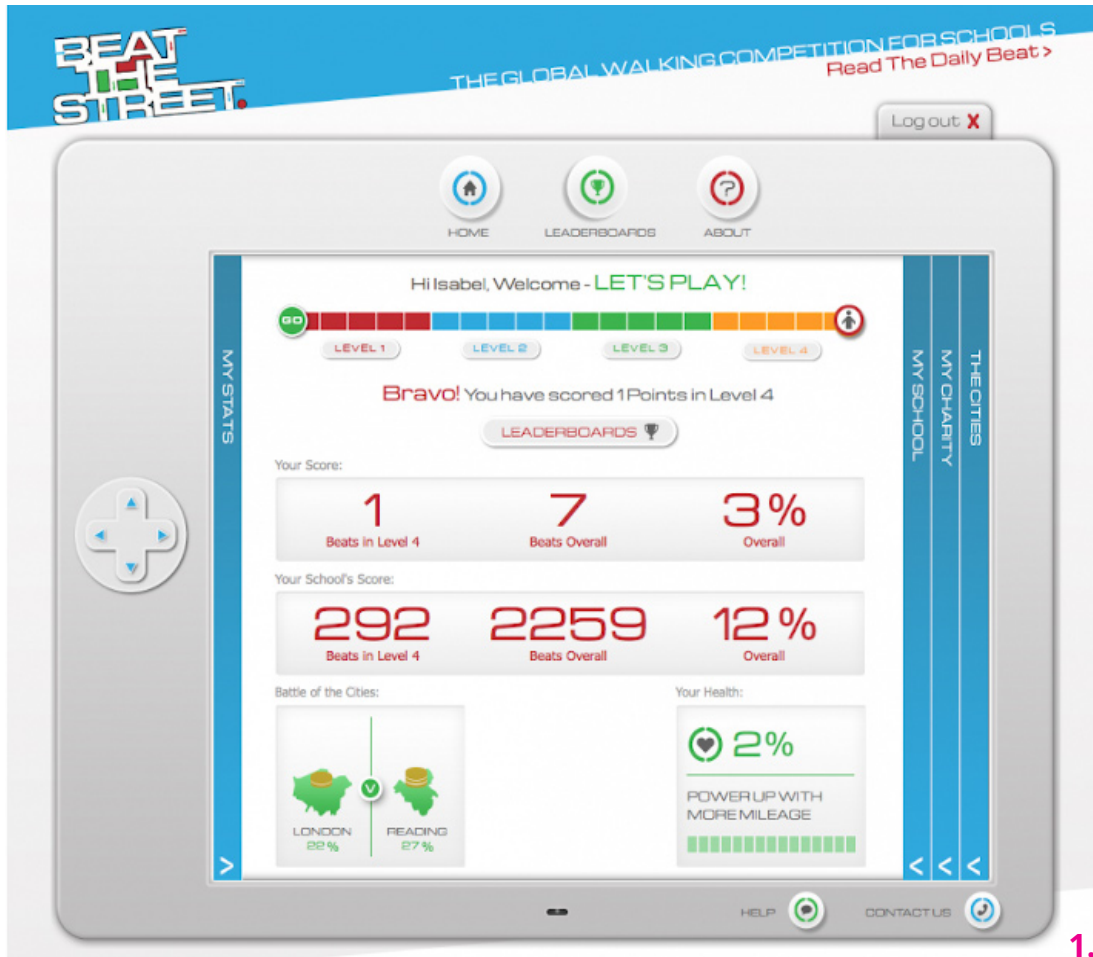 BEAT
THE
STREET.
THE GLOBAL WALKING COMPETITION FOR SCHOOLS
Read The Daily Beat >
Log out X
HOME
LEADERBOARDS
ABOUT
MY STATS
Hi Isabel, Welcome - LET'S PLAY!
GO
LEVEL 1
LEVEL 2
LEVEL 3
LEVEL 4
Bravo! You have scored 1 Points in Level 4
LEADERBOARDS
Your Score:
1
Beats in Level 4
7
Beats Overall
3%
Overall
Your School's Score:
292
Beats in Level 4
2259
Beats Overall
12%
Overall
Battle of the Cities:
V
LONDON
22%
READING
27%
Your Health:
2%
POWER UP WITH
MORE MILEAGE
MY SCHOOL
MY CHARITY
THE CITIES
HELP
CONTACT US
1.